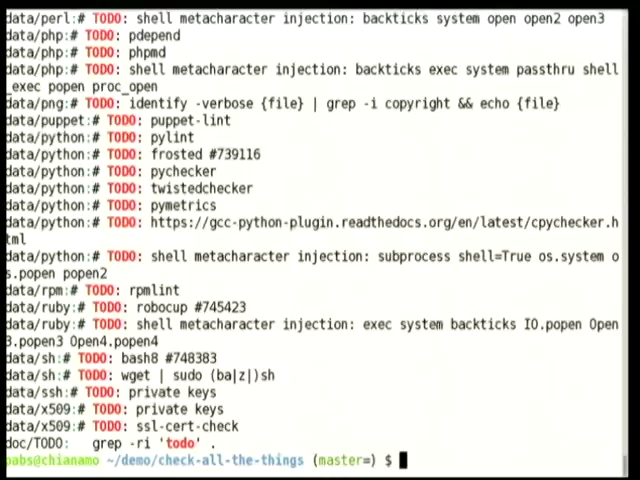 data/perl:# TODO: shell metacharacter injection: backticks system open open2 open3
data/php:# TODO: pdepend
data/php:# TODO: phpmd
data/php:# TODO: shell metacharacter injection: backticks exec system passthru shell
_exec popen proc_open
data/png:# TODO: identify -verbose {file} | grep -i copyright && echo {file}
data/puppet:# TODO: puppet-lint
data/python:# TODO: pylint
data/python:# TODO: frosted #739116
data/python:# TODO: pychecker
data/python:# TODO: twistedchecker
data/python:# TODO: pymetrics
data/python:# TODO: https://gcc-python-plugin.readthedocs.org/en/latest/cpychecker.h
tml
data/python:# TODO: shell metacharacter injection: subprocess shell=True os.system o
s.popen popen2
data/rpm:# TODO: rpmlint
data/ruby:# TODO: robocup #745423
data/ruby:# TODO: shell metacharacter injection: exec system backticks IO.popen Open
3.popen3 Open4.popen4
data/sh:# TODO: bash8 #748383
data/sh:# TODO: wget | sudo (ba|z|)sh
data/ssh:# TODO: private keys
data/x509:# TODO: private keys
data/x509:# TODO: ssl-cert-check
doc/TODO:   grep -ri 'todo' .
pabs@chianamo ~/demo/check-all-the-things (master=) $